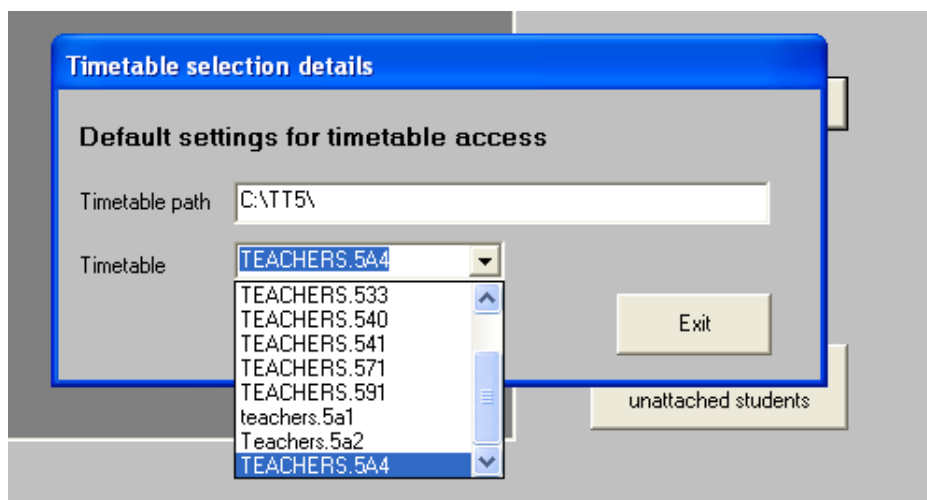 Timetable selection details
Default settings for timetable access
Timetable path C:\TT5\
Timetable TEACHERS.5A4
TEACHERS.533
TEACHERS.540
TEACHERS.541
TEACHERS.571
TEACHERS.591
teachers.5a1
Teachers.5a2
TEACHERS.5A4
Exit
unattached students